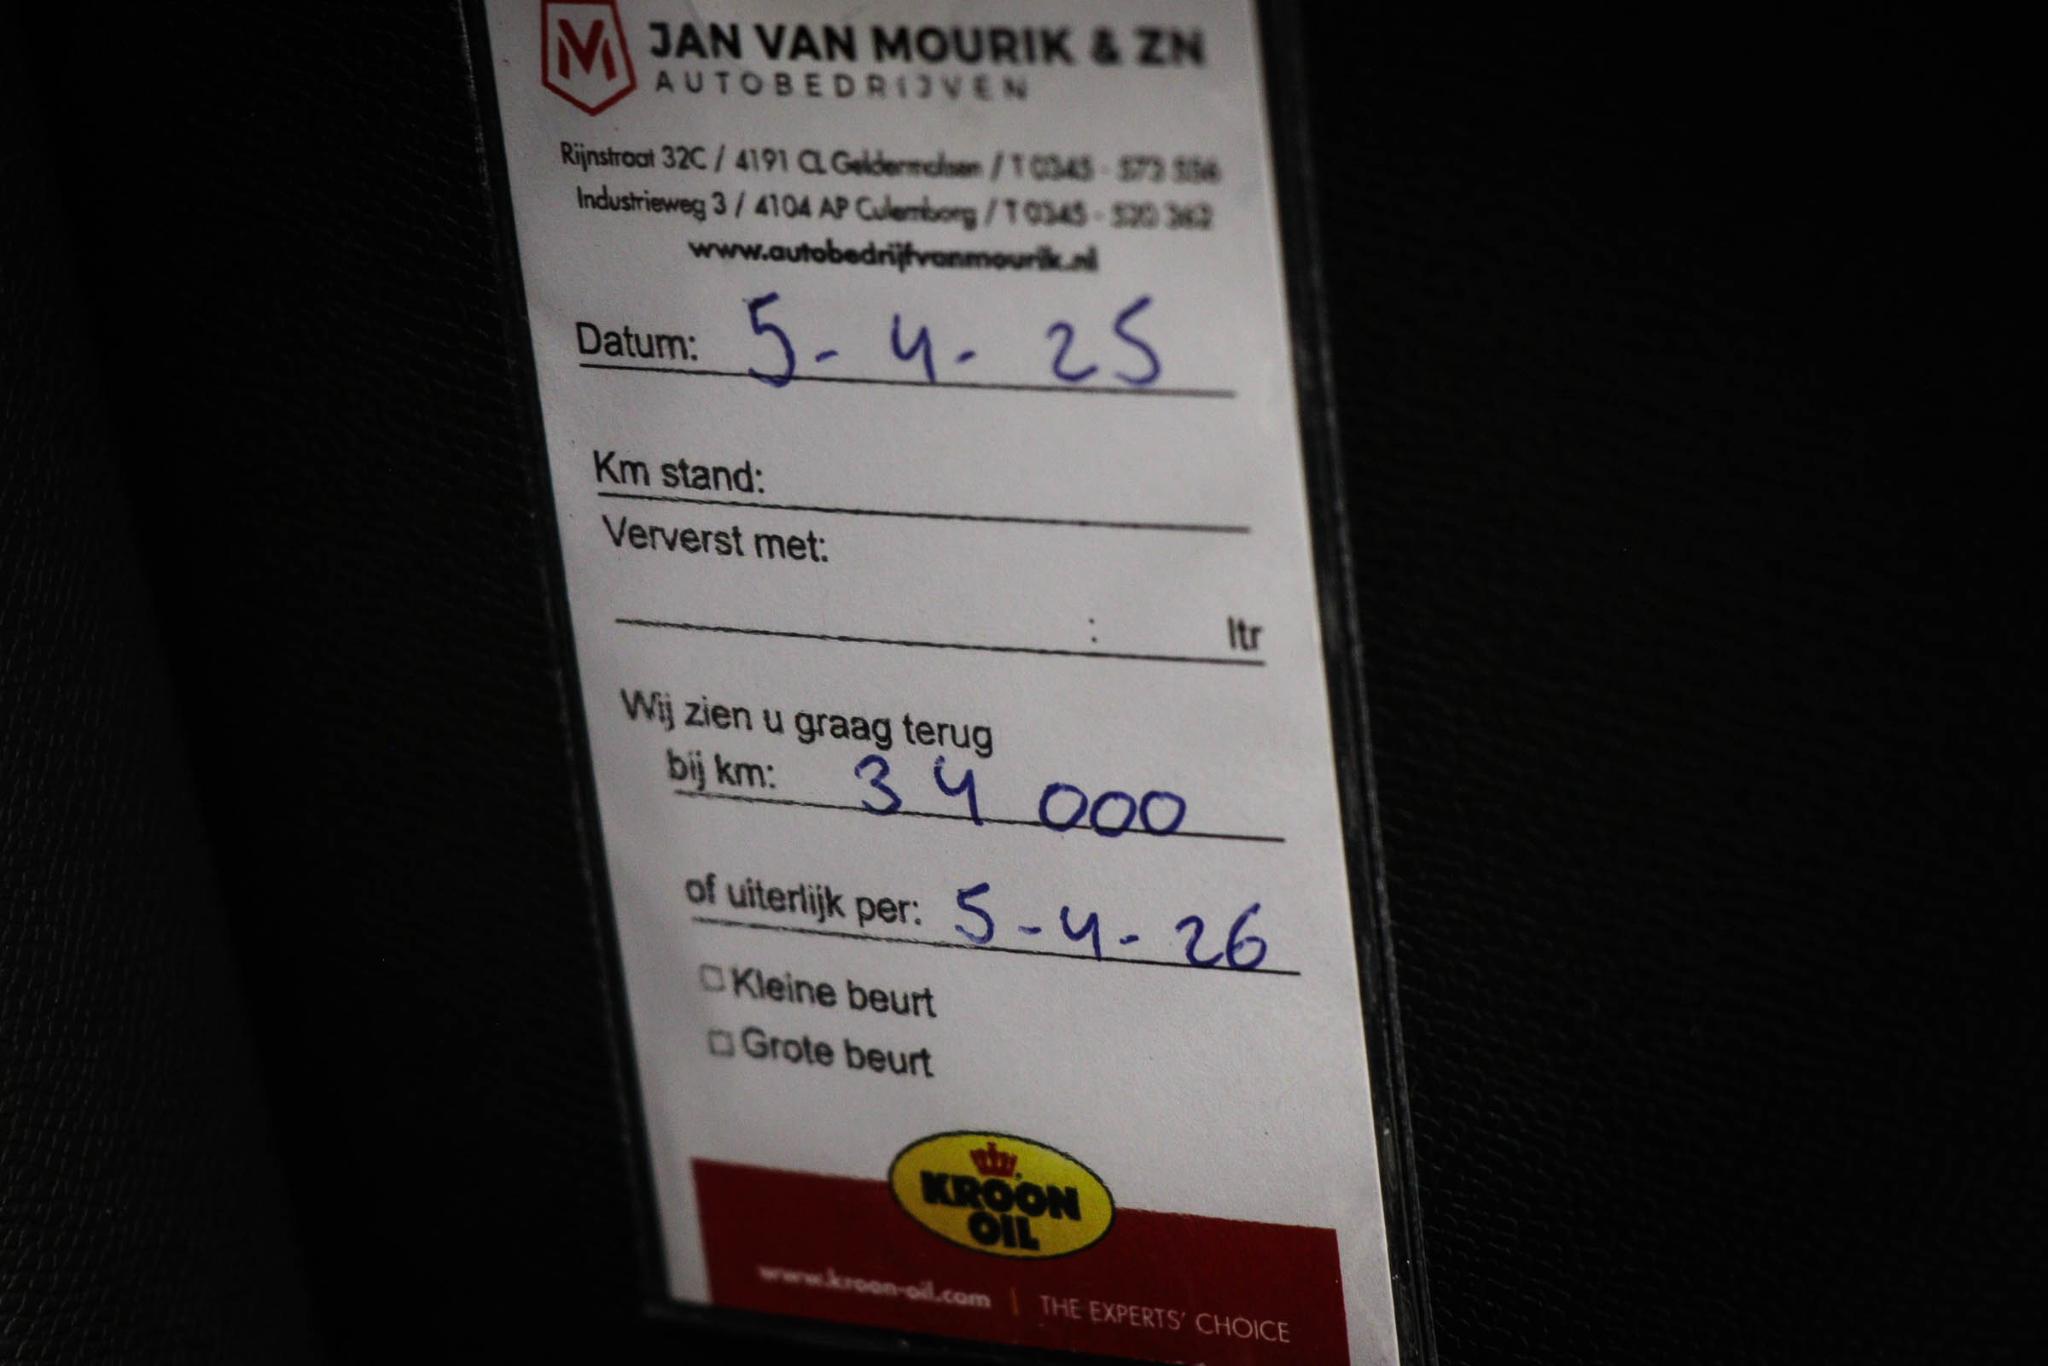 JAN VAN MOURIK & ZN
AUTOBEDRIJVEN
Rijnstraat 32C / 4191 CL Geldermalsen / T 0345 - 573 556
Industrieweg 3 / 4104 AP Culemborg / T 0345 - 520 362
www.autobedrijfvanmourik.nl
Datum: 5-4-25
Km stand:
Ververst met:
: ltr
Wij zien u graag terug
bij km: 34 000
of uiterlijk per: 5-4-26
Kleine beurt
Grote beurt
KROON
OIL
www.kroon-oil.com | THE EXPERTS' CHOICE